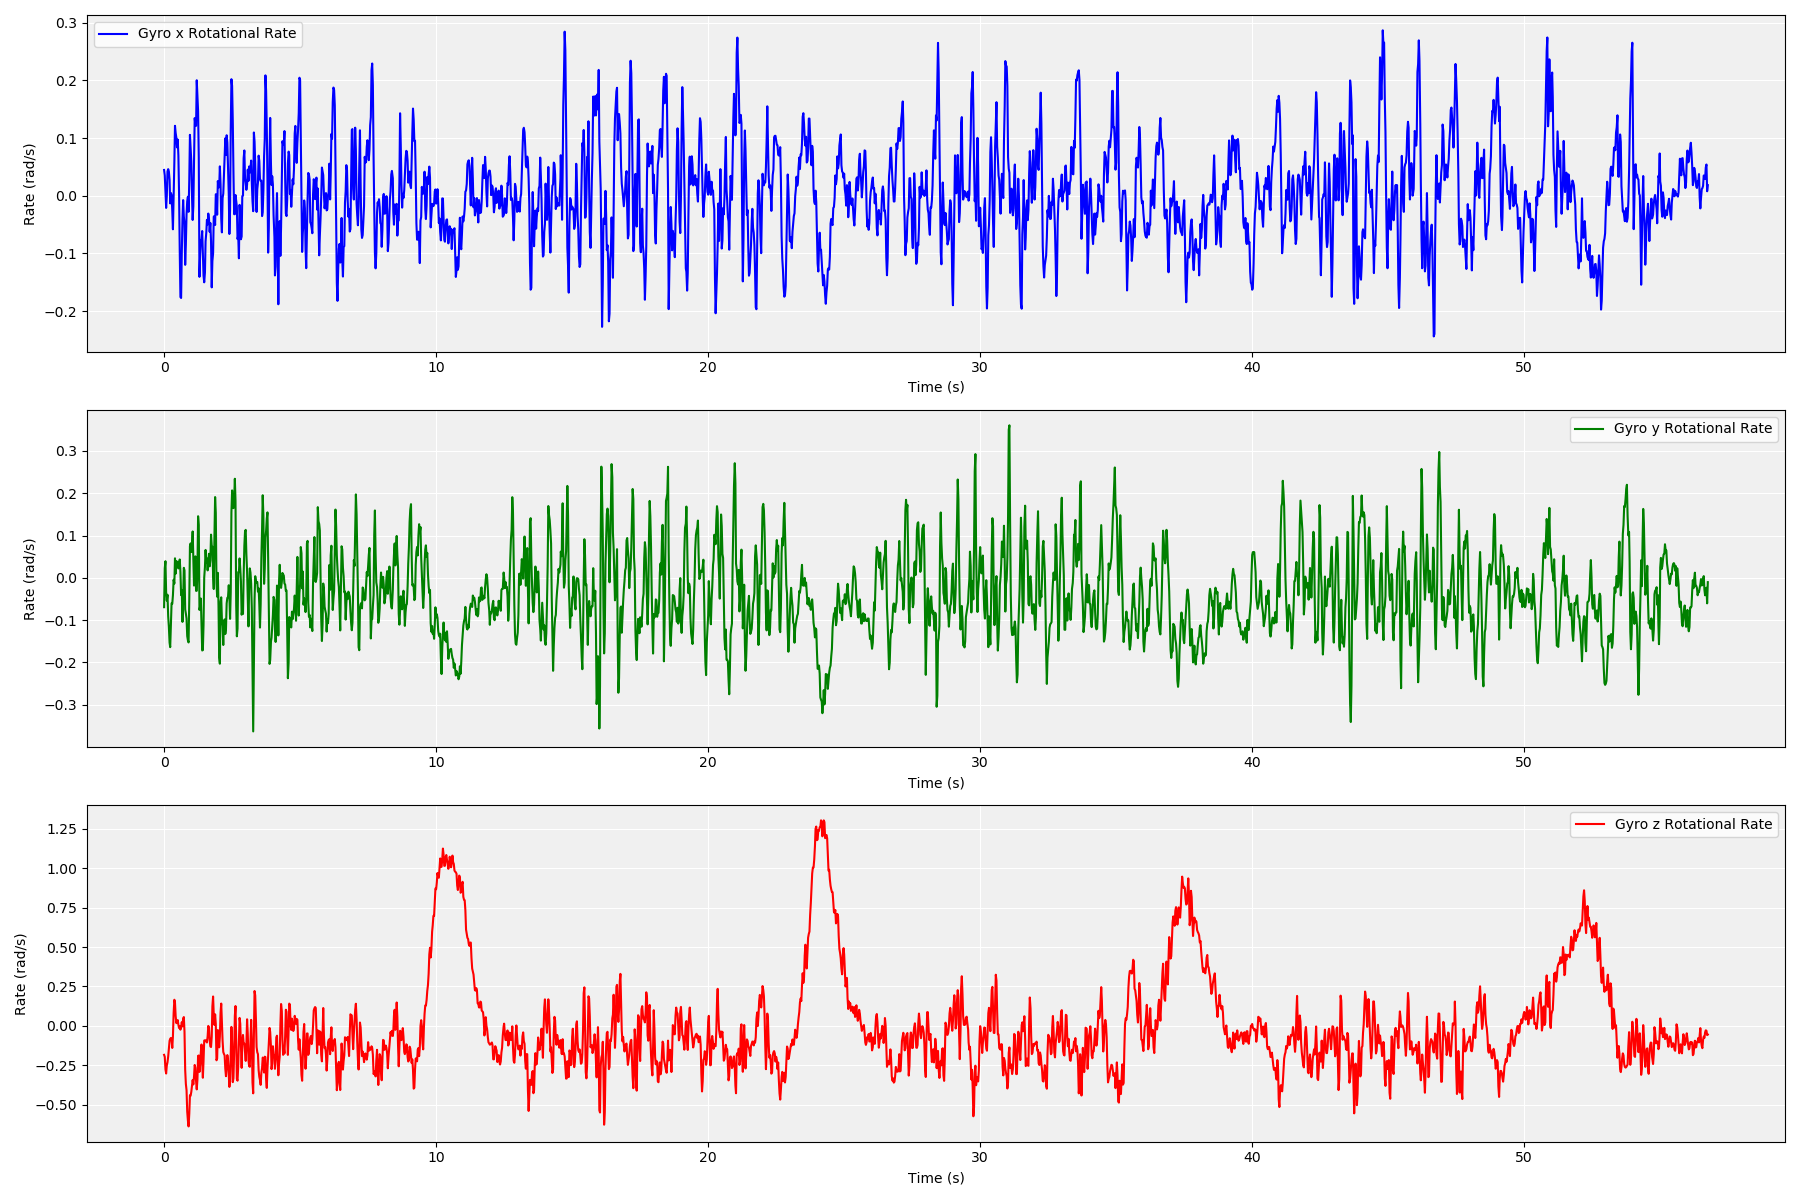 Gyro x Rotational Rate
Rate (rad/s)
0.3
0.2
0.1
0.0
−0.1
−0.2
0 10 20 30 40 50
Time (s)
Gyro y Rotational Rate
Rate (rad/s)
0.3
0.2
0.1
0.0
−0.1
−0.2
−0.3
0 10 20 30 40 50
Time (s)
Gyro z Rotational Rate
Rate (rad/s)
1.25
1.00
0.75
0.50
0.25
0.00
−0.25
−0.50
0 10 20 30 40 50
Time (s)